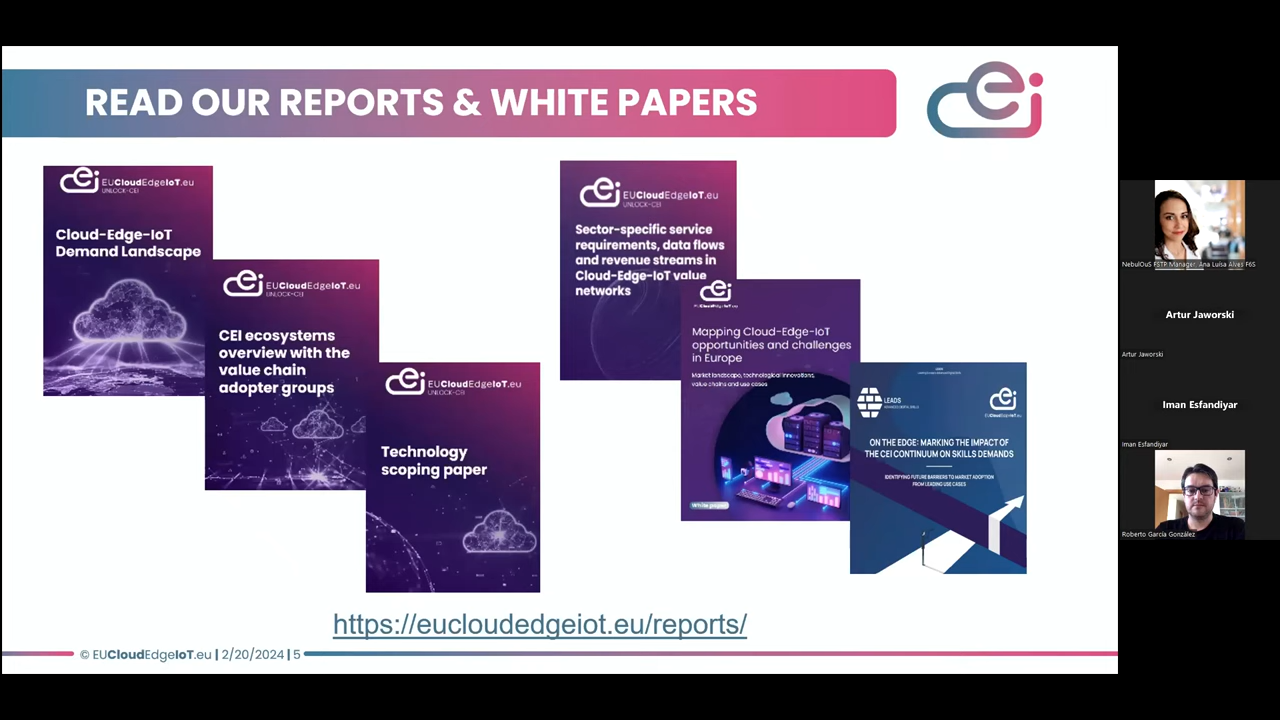 READ OUR REPORTS & WHITE PAPERS
cei
EUCloudEdgeIoT.eu
UNLOCK-CEI
Cloud-Edge-IoT
Demand Landscape
EUCloudEdgeIoT.eu
UNLOCK-CEI
CEI ecosystems
overview with the
value chain
adopter groups
EUCloudEdgeIoT.eu
UNLOCK-CEI
Technology
scoping paper
EUCloudEdgeIoT.eu
UNLOCK-CEI
Sector-specific service
requirements, data flows
and revenue streams in
Cloud-Edge-IoT value
networks
EUCloudEdgeIoT.eu
Mapping Cloud-Edge-IoT
opportunities and challenges
in Europe
Market landscape, technological innovations,
value chains and use cases
White paper
LEADS
ADVANCED DIGITAL SKILLS
EUCloudEdgeIoT.eu
ON THE EDGE: MARKING THE IMPACT OF
THE CEI CONTINUUM ON SKILLS DEMANDS
IDENTIFYING FUTURE BARRIERS TO MARKET ADOPTION
FROM LEADING USE CASES
https://eucloudedgeiot.eu/reports/
© EUCloudEdgeIoT.eu | 2/20/2024 | 5
NebulOuS FSTP Manager, Ana Luísa Alves F6S
Artur Jaworski
Artur Jaworski
Iman Esfandiyar
Iman Esfandiyar
Roberto García González